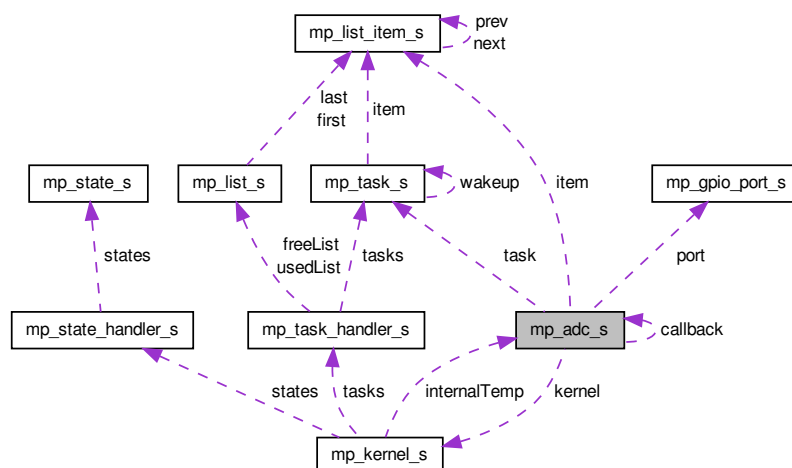 mp_list_item_s
prev
next
last
first
item
mp_state_s
mp_list_s
mp_task_s
wakeup
item
mp_gpio_port_s
states
freeList
usedList
tasks
task
port
mp_state_handler_s
mp_task_handler_s
mp_adc_s
callback
states
tasks
internalTemp
kernel
mp_kernel_s